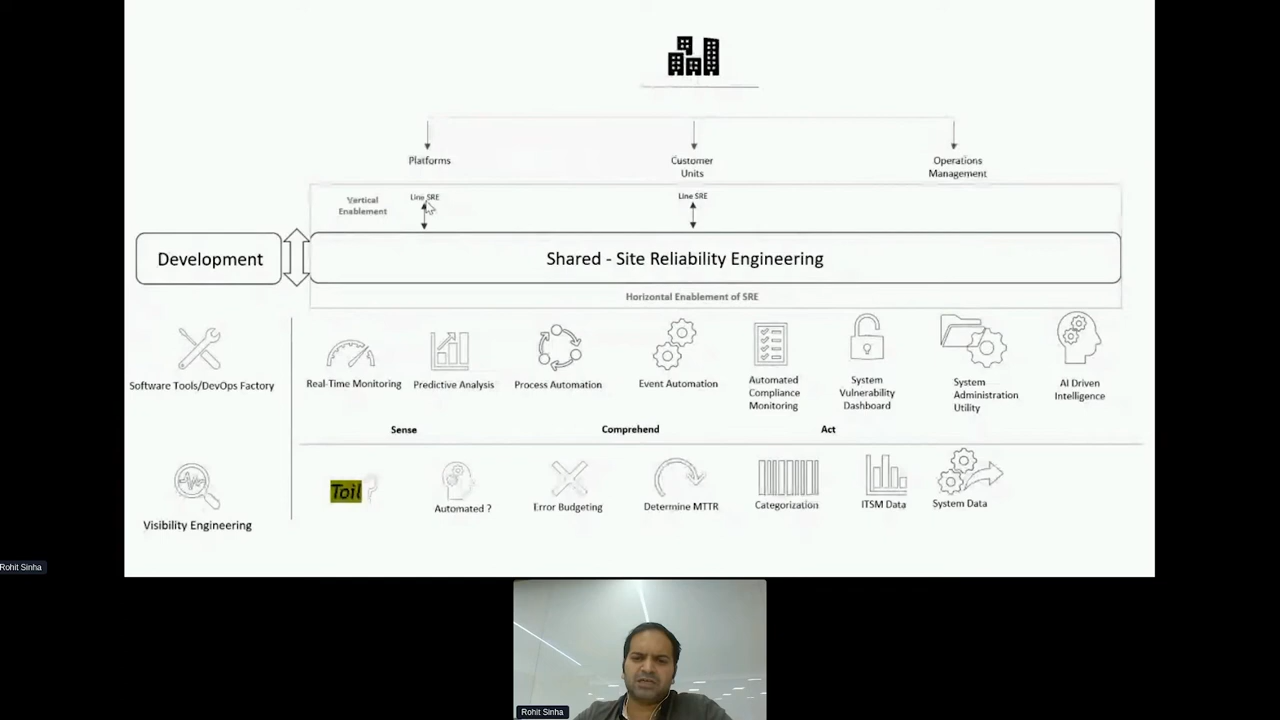 Platforms
Customer
Units
Operations
Management
Vertical
Enablement
Line SRE
Line SRE
Development
Shared - Site Reliability Engineering
Horizontal Enablement of SRE
Software Tools/DevOps Factory
Real-Time Monitoring
Predictive Analysis
Process Automation
Event Automation
Automated
Compliance
Monitoring
System
Vulnerability
Dashboard
System
Administration
Utility
AI Driven
Intelligence
Sense
Comprehend
Act
Visibility Engineering
Toil ?
Automated ?
Error Budgeting
Determine MTTR
Categorization
ITSM Data
System Data
Rohit Sinha
Rohit Sinha